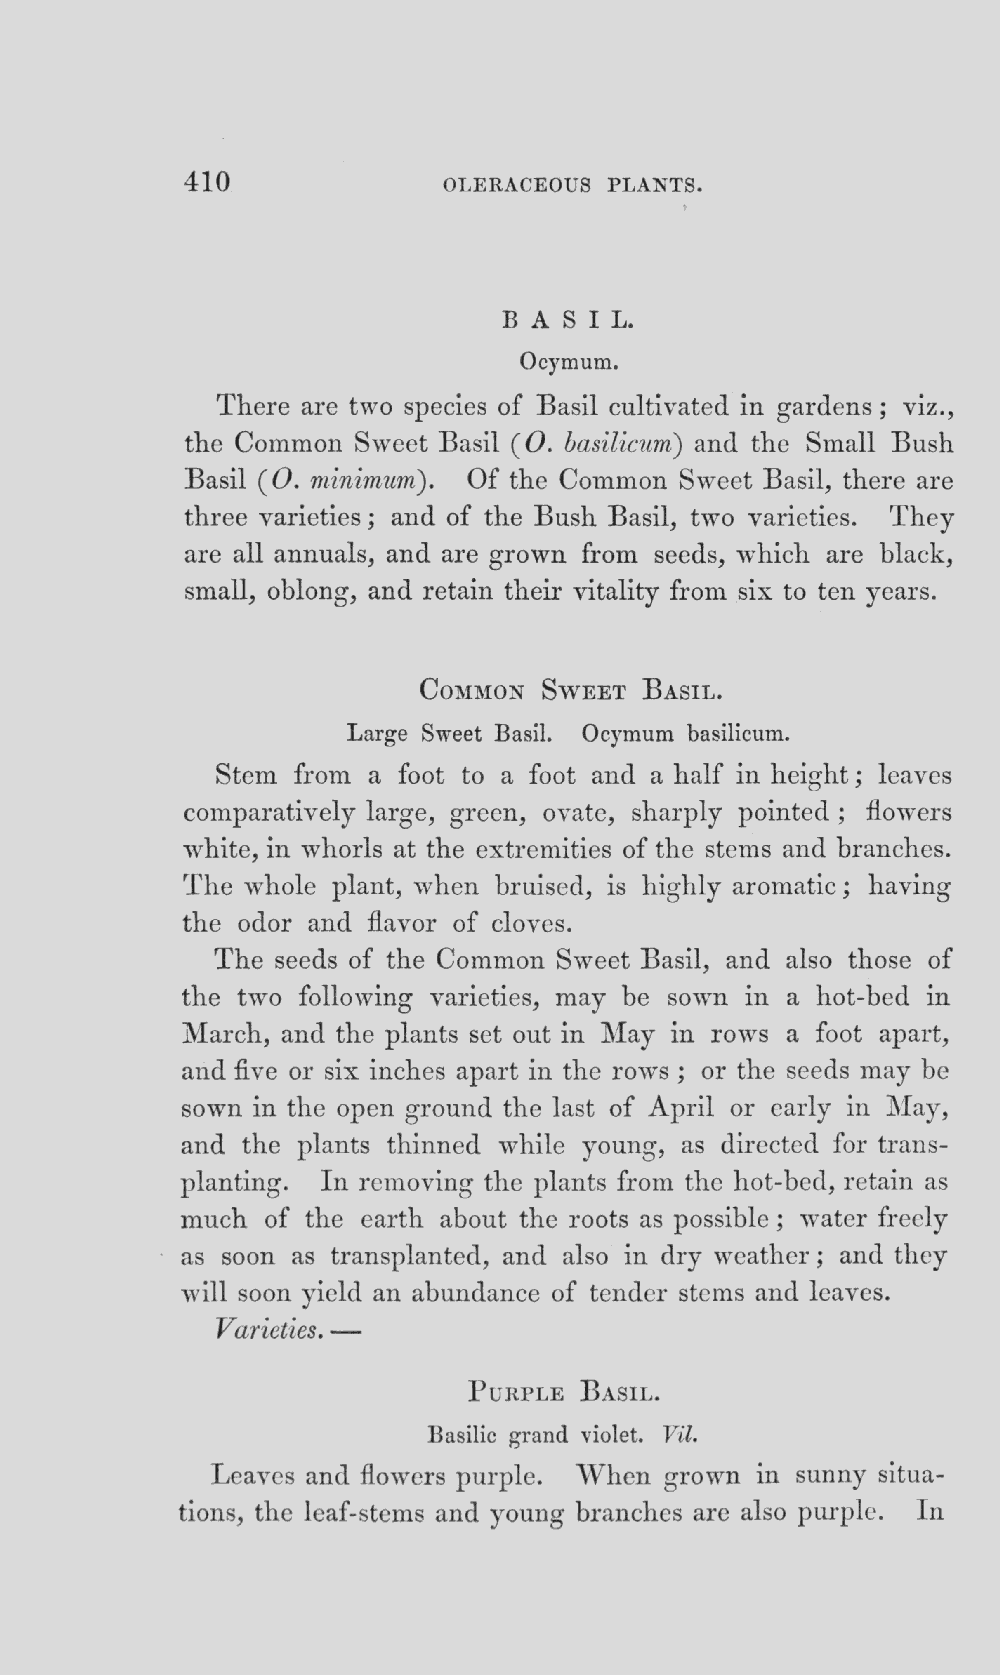 410 OLERACEOUS PLANTS.
BASIL.
Ocymum.
There are two species of Basil cultivated in gardens; viz.,
the Common Sweet Basil (O. basilicum) and the Small Bush
Basil (O. minimum). Of the Common Sweet Basil, there are
three varieties; and of the Bush Basil, two varieties. They
are all annuals, and are grown from seeds, which are black,
small, oblong, and retain their vitality from six to ten years.
COMMON SWEET BASIL.
Large Sweet Basil. Ocymum basilicum.
Stem from a foot to a foot and a half in height; leaves
comparatively large, green, ovate, sharply pointed; flowers
white, in whorls at the extremities of the stems and branches.
The whole plant, when bruised, is highly aromatic; having
the odor and flavor of cloves.
The seeds of the Common Sweet Basil, and also those of
the two following varieties, may be sown in a hot-bed in
March, and the plants set out in May in rows a foot apart,
and five or six inches apart in the rows; or the seeds may be
sown in the open ground the last of April or early in May,
and the plants thinned while young, as directed for trans-
planting. In removing the plants from the hot-bed, retain as
much of the earth about the roots as possible; water freely
as soon as transplanted, and also in dry weather; and they
will soon yield an abundance of tender stems and leaves.
Varieties. —
PURPLE BASIL.
Basilic grand violet. Vil.
Leaves and flowers purple. When grown in sunny situa-
tions, the leaf-stems and young branches are also purple. In